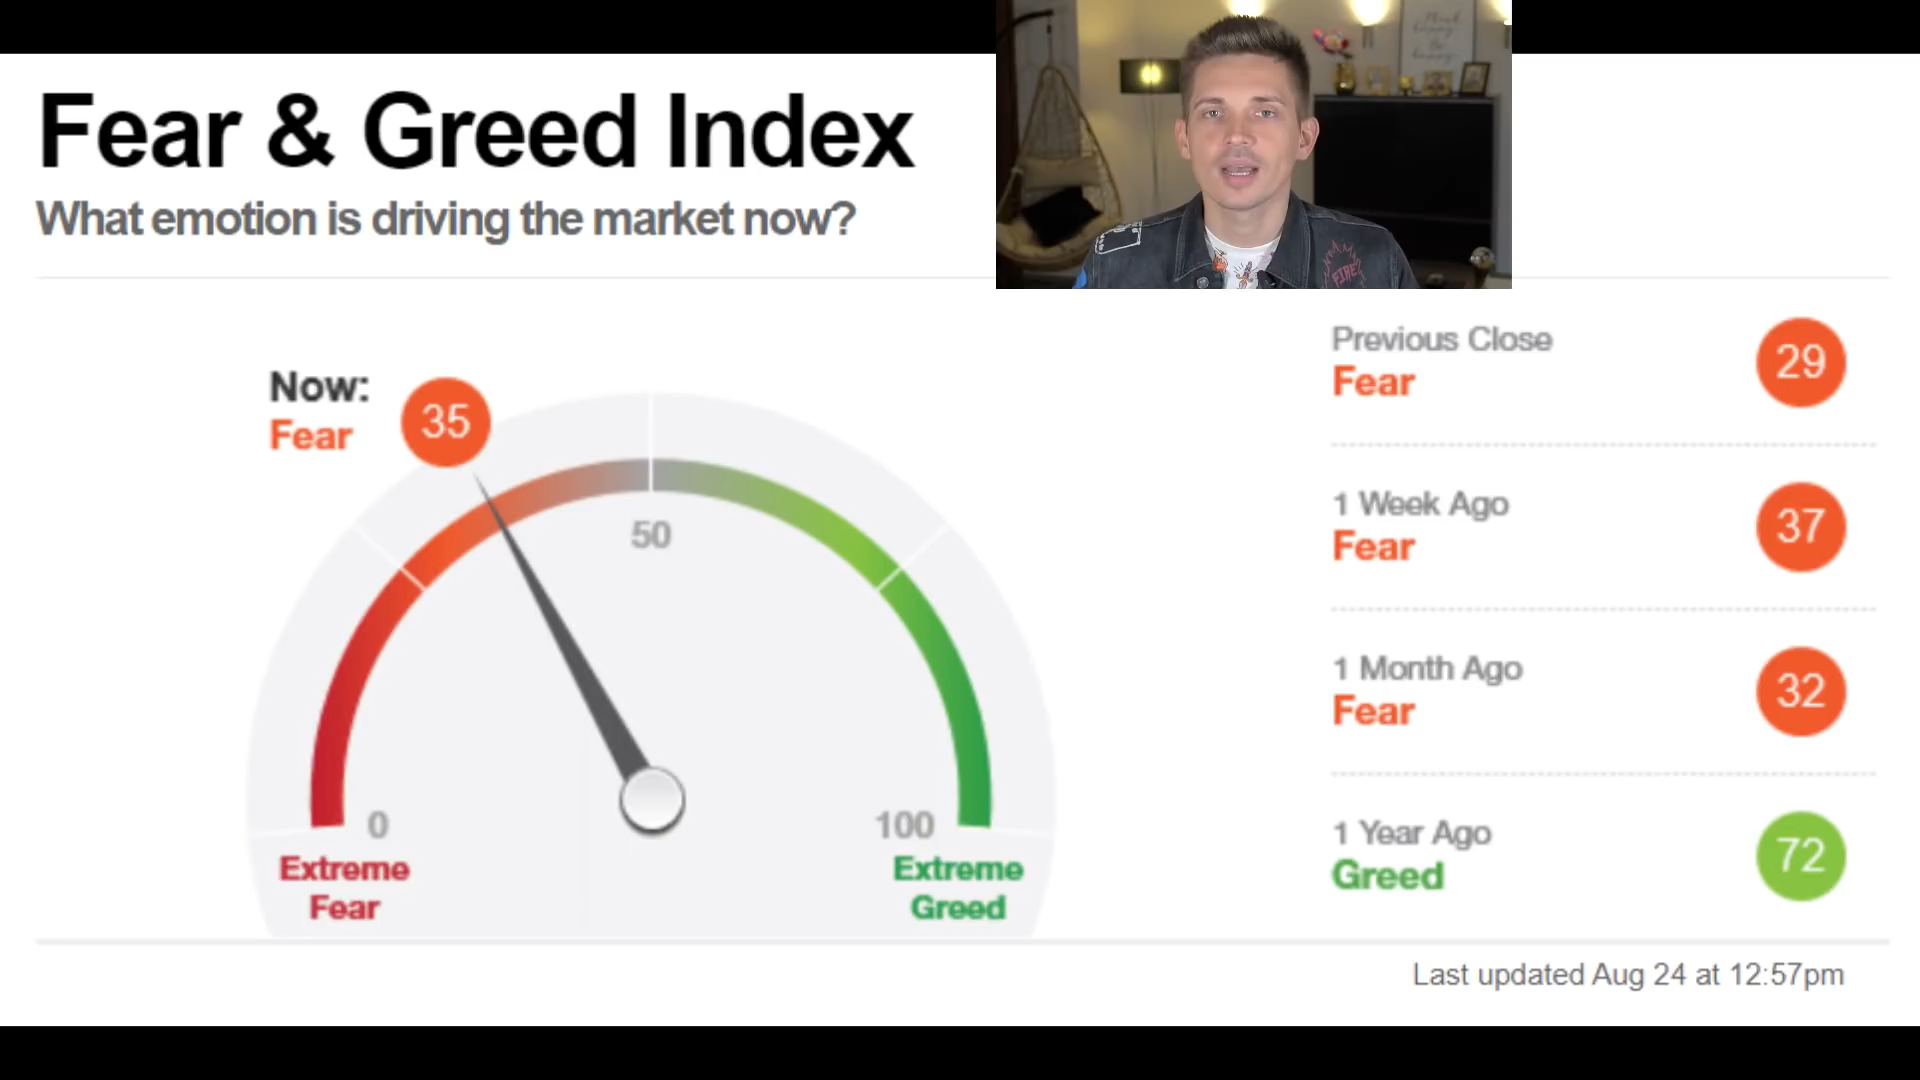 Fear & Greed Index
What emotion is driving the market now?
Now:
Fear
35
50
0
100
Extreme
Fear
Extreme
Greed
Previous Close
Fear
29
1 Week Ago
Fear
37
1 Month Ago
Fear
32
1 Year Ago
Greed
72
Last updated Aug 24 at 12:57pm
FIRE